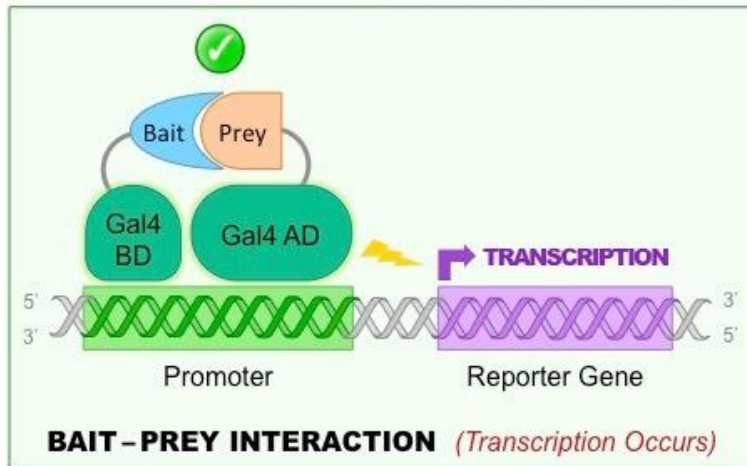 Bait Prey
Gal4
BD
Gal4 AD
TRANSCRIPTION
5' 3'
3' 5'
Promoter Reporter Gene
BAIT – PREY INTERACTION (Transcription Occurs)